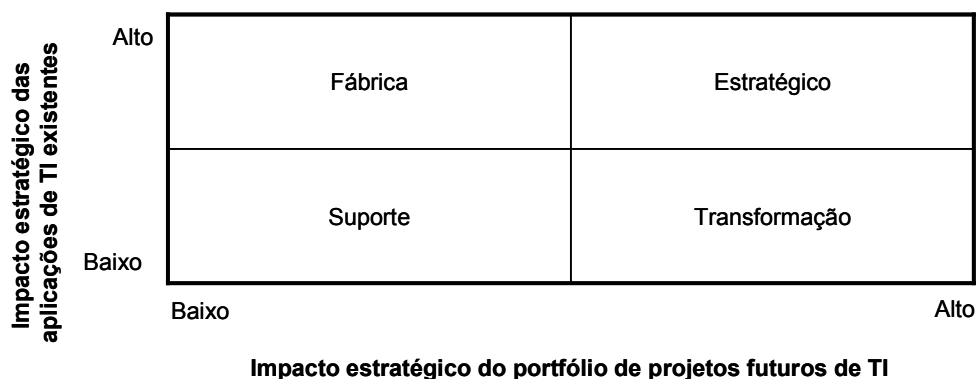 Impacto estratégico das
aplicações de TI existentes
Alto
Fábrica
Estratégico
Suporte
Transformação
Baixo
Baixo
Alto
Impacto estratégico do portfólio de projetos futuros de TI